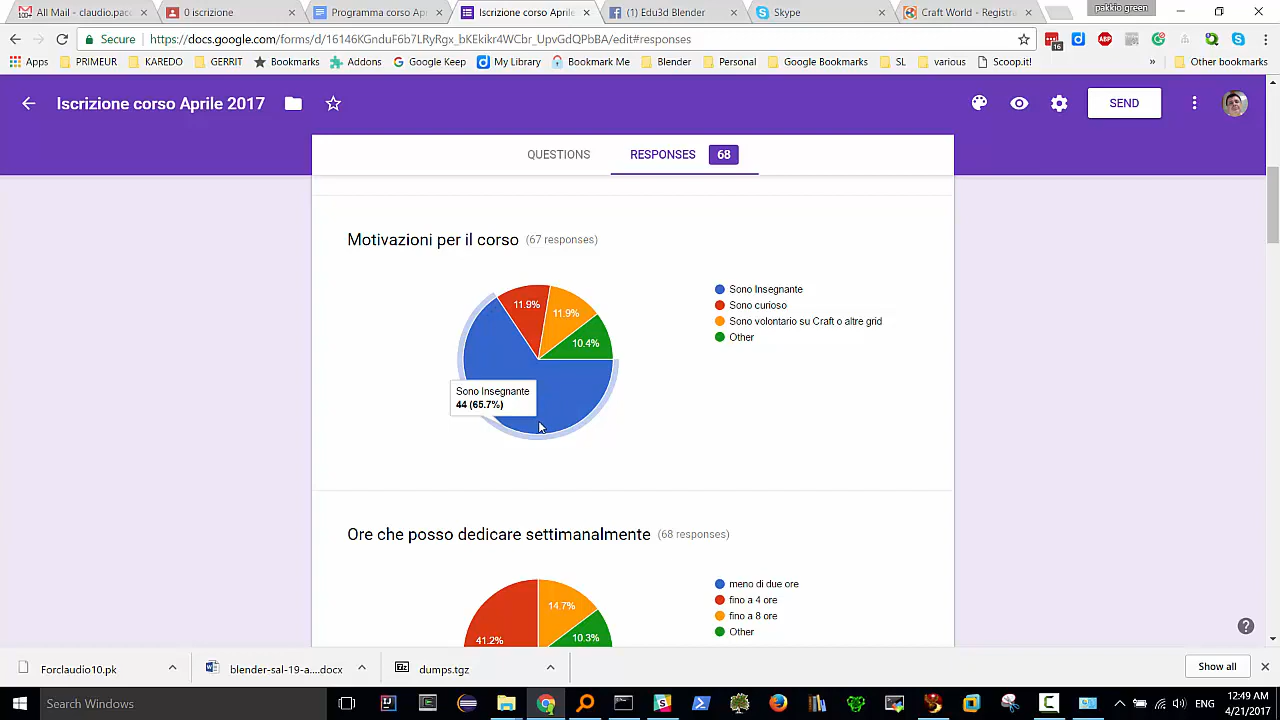 All Mail - claudio.pac
0 iscrizione
Programma corso Apr
Iscrizione corso Aprile
(1) Edu3d Blender
Skype
Craft World - Registra
pakkio green
Secure
https://docs.google.com/forms/d/16146KGnduF6b7LRyRgx_bKEkikr4WCbr_UpvGdQPbBA/edit#responses
16
ABP
Apps
PRIMEUR
KAREDO
GERRIT
Bookmarks
Addons
Google Keep
My Library
Bookmark Me
Blender
Personal
Google Bookmarks
SL
various
Scoop.it!
»
Other bookmarks
Iscrizione corso Aprile 2017
SEND
QUESTIONS
RESPONSES
68
Motivazioni per il corso
(67 responses)
11.9%
11.9%
10.4%
Sono Insegnante
44 (65.7%)
Sono Insegnante
Sono curioso
Sono volontario su Craft o altre grid
Other
Ore che posso dedicare settimanalmente
(68 responses)
14.7%
10.3%
41.2%
meno di due ore
fino a 4 ore
fino a 8 ore
Other
Forclaudio10.pk
blender-sal-19-a....docx
dumps.tgz
Show all
Search Windows
ENG
12:49 AM
4/21/2017